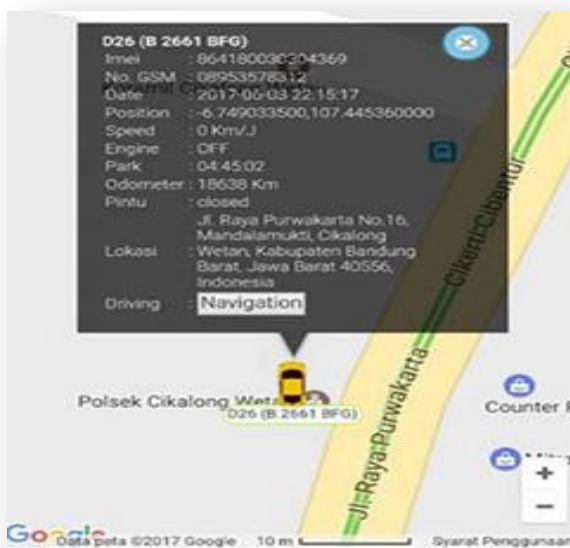 D26 (B 2661 BFG)
Imei : 864180030304369
No. GSM : 08953578312
Date : 2017-06-03 22:15:17
Position : -6.749033500,107.445360000
Speed : 0 Km/J
Engine : OFF
Park : 04:45:02
Odometer : 18638 Km
Pintu : closed
Lokasi : Jl. Raya Purwakarta No.16,
Mandalamukti, Cikalong
Wetan, Kabupaten Bandung
Barat, Jawa Barat 40556,
Indonesia
Driving : Navigation
Cikerti-Cibentur
Polsek Cikalong Wetan
D26 (B 2661 BFG)
Jl. Raya Purwakarta
Counter
+
−
Google
Data peta ©2017 Google
10 m
Syarat Penggunaan